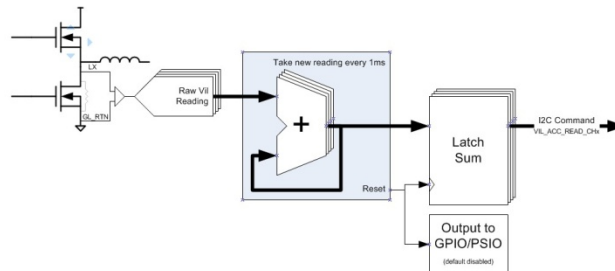 Take new reading every 1ms
LX
Raw Vil
Reading
GL_RTN
+
Latch
Sum
I2C Command
VIL_ACC_READ_CHx
Reset
Output to
GPIO/PSIO
(default disabled)